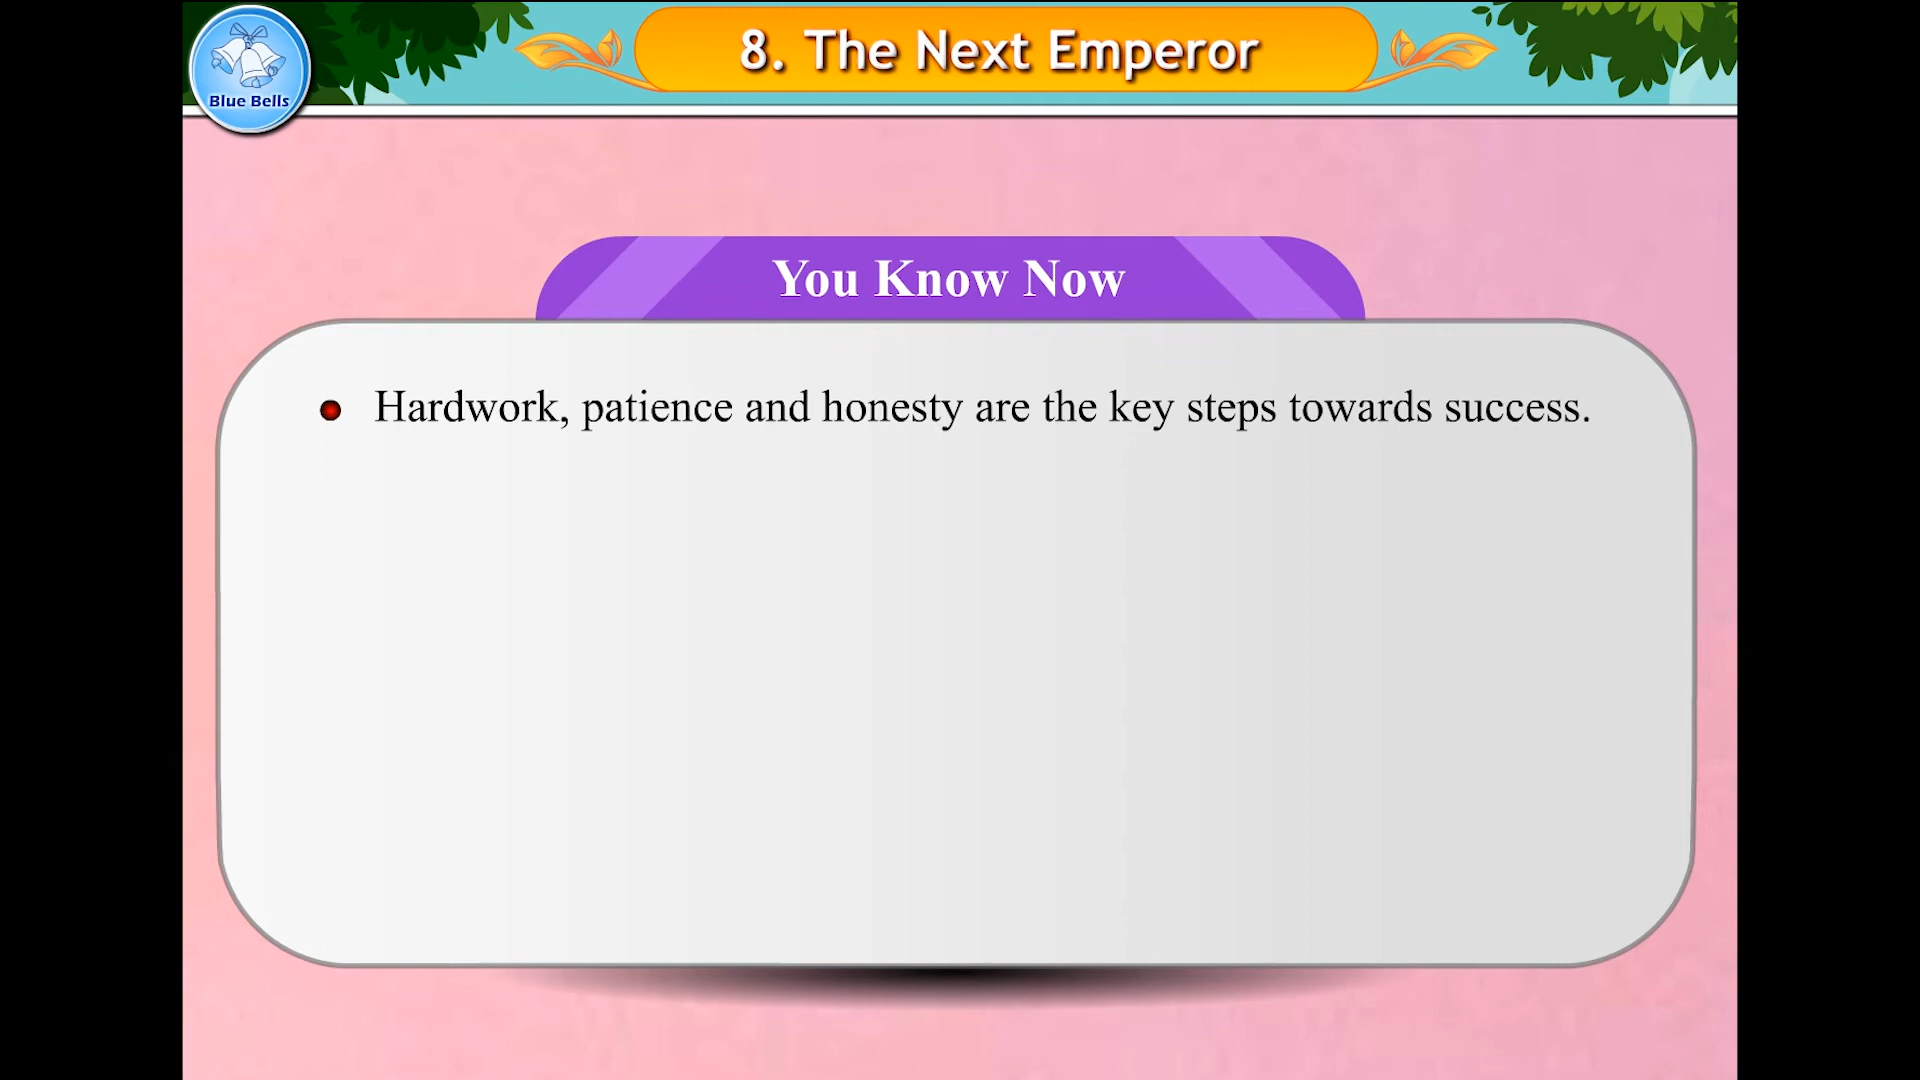 Blue Bells
8. The Next Emperor
You Know Now
Hardwork, patience and honesty are the key steps towards success.